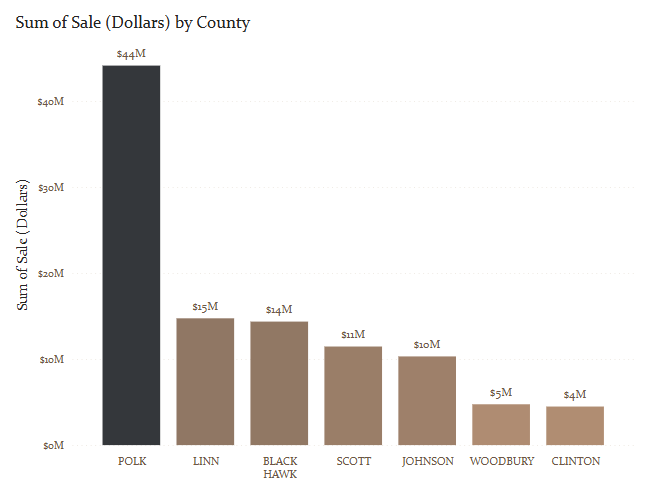 Sum of Sale (Dollars) by County
Sum of Sale (Dollars)
$40M
$30M
$20M
$10M
$0M
$44M
$15M
$14M
$11M
$10M
$5M
$4M
POLK
LINN
BLACK
HAWK
SCOTT
JOHNSON
WOODBURY
CLINTON